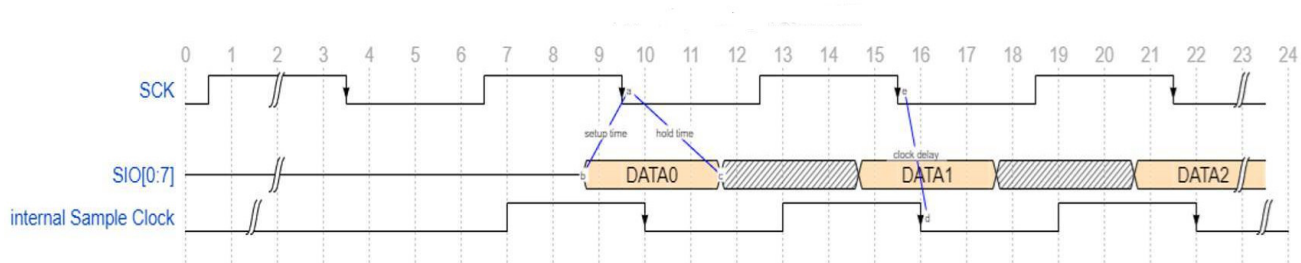 0 1 2 3 4 5 6 7 8 9 10 11 12 13 14 15 16 17 18 19 20 21 22 23 24
SCK
a
e
setup time
hold time
clock delay
SIO[0:7]
b
DATA0
c
DATA1
DATA2
internal Sample Clock
d